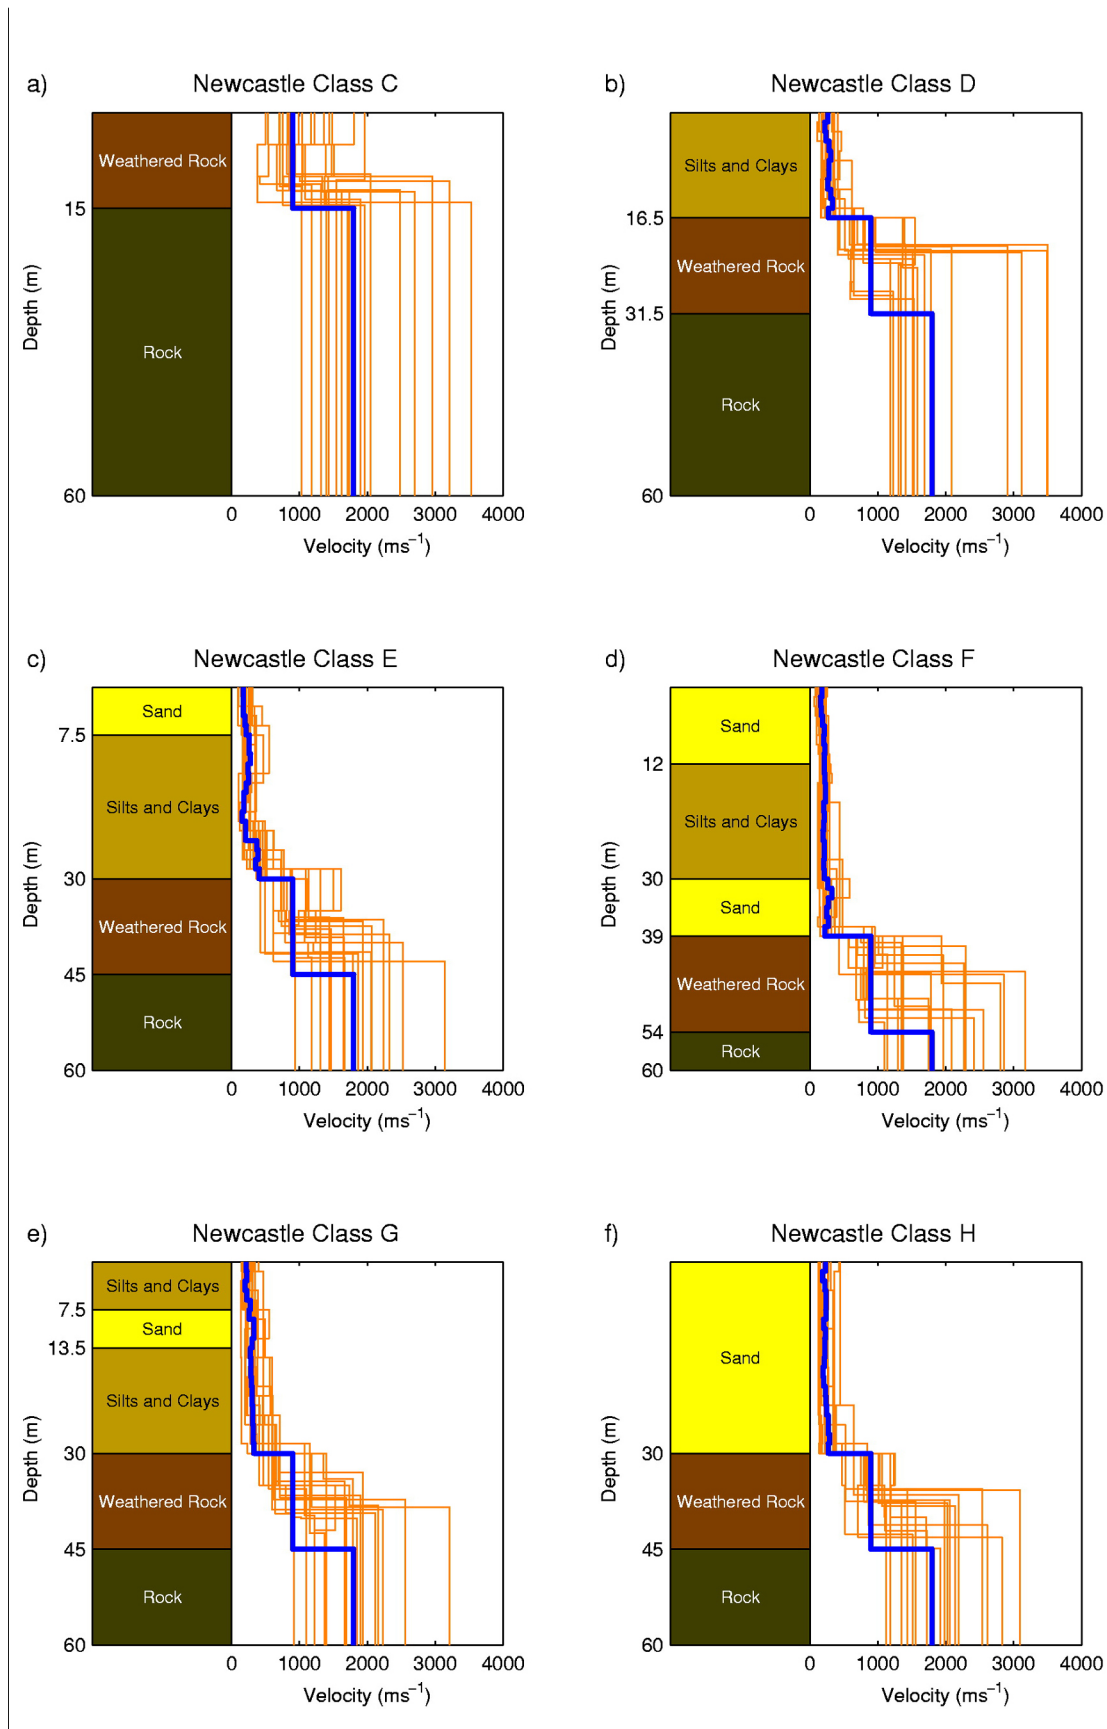 a)
Newcastle Class C
Weathered Rock
15
Rock
60
Depth (m)
0 1000 2000 3000 4000
Velocity (ms⁻¹)
b)
Newcastle Class D
Silts and Clays
16.5
Weathered Rock
31.5
Rock
60
Depth (m)
0 1000 2000 3000 4000
Velocity (ms⁻¹)
c)
Newcastle Class E
Sand
7.5
Silts and Clays
30
Weathered Rock
45
Rock
60
Depth (m)
0 1000 2000 3000 4000
Velocity (ms⁻¹)
d)
Newcastle Class F
Sand
12
Silts and Clays
30
Sand
39
Weathered Rock
54
Rock
60
Depth (m)
0 1000 2000 3000 4000
Velocity (ms⁻¹)
e)
Newcastle Class G
Silts and Clays
7.5
Sand
13.5
Silts and Clays
30
Weathered Rock
45
Rock
60
Depth (m)
0 1000 2000 3000 4000
Velocity (ms⁻¹)
f)
Newcastle Class H
Sand
30
Weathered Rock
45
Rock
60
Depth (m)
0 1000 2000 3000 4000
Velocity (ms⁻¹)